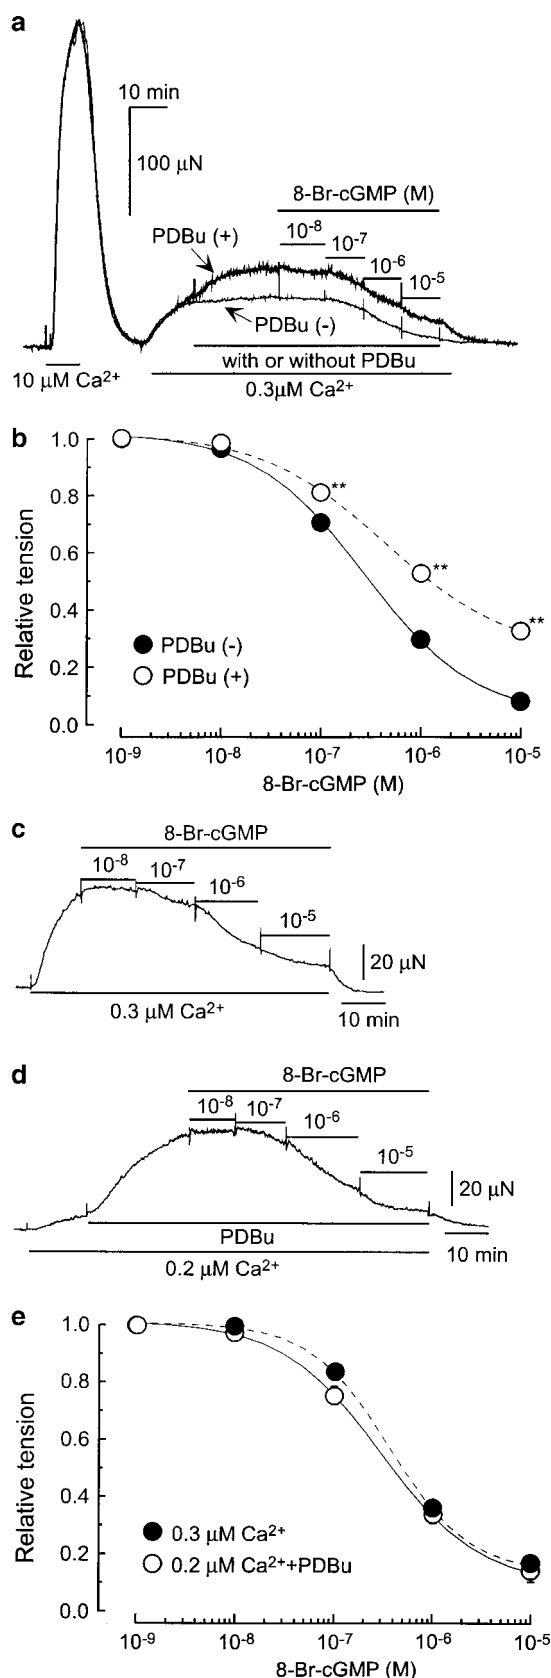 a
10 min
100 μN
8-Br-cGMP (M)
10-8
10-7
10-6
10-5
PDBu (+)
PDBu (-)
with or without PDBu
10 μM Ca2+
0.3μM Ca2+
b
1.0
0.8
0.6
0.4
0.2
0.0
Relative tension
**
**
**
PDBu (-)
PDBu (+)
10-9
10-8
10-7
10-6
10-5
8-Br-cGMP (M)
c
8-Br-cGMP
10-8
10-7
10-6
10-5
20 μN
0.3 μM Ca2+
10 min
d
8-Br-cGMP
10-8
10-7
10-6
10-5
20 μN
PDBu
10 min
0.2 μM Ca2+
e
1.0
0.8
0.6
0.4
0.2
0.0
Relative tension
0.3 μM Ca2+
0.2 μM Ca2++PDBu
10-9
10-8
10-7
10-6
10-5
8-Br-cGMP (M)